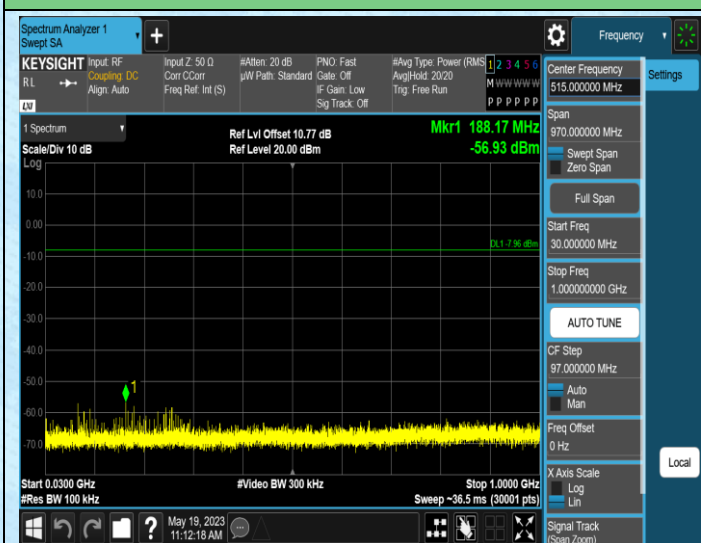 Spectrum Analyzer 1
Swept SA
+
Frequency
KEYSIGHT
RL
LXI
Input: RF
Coupling: DC
Align: Auto
Input Z: 50 Ω
Corr CCorr
Freq Ref: Int (S)
#Atten: 20 dB
µW Path: Standard
PNO: Fast
Gate: Off
IF Gain: Low
Sig Track: Off
#Avg Type: Power (RMS
Avg|Hold: 20/20
Trig: Free Run
1 2 3 4 5 6
M W W W W W
P P P P P P
Center Frequency
515.000000 MHz
Settings
1 Spectrum
Scale/Div 10 dB
Ref Lvl Offset 10.77 dB
Ref Level 20.00 dBm
Mkr1 188.17 MHz
-56.93 dBm
Log
10.0
0.00
-10.0
-20.0
-30.0
-40.0
-50.0
-60.0
-70.0
DL1 -7.96 dBm
1
Start 0.0300 GHz
#Res BW 100 kHz
#Video BW 300 kHz
Stop 1.0000 GHz
Sweep ~36.5 ms (30001 pts)
Span
970.000000 MHz
Swept Span
Zero Span
Full Span
Start Freq
30.000000 MHz
Stop Freq
1.000000000 GHz
AUTO TUNE
CF Step
97.000000 MHz
Auto
Man
Freq Offset
0 Hz
X Axis Scale
Log
Lin
Signal Track
(Span Zoom)
Local
?
May 19, 2023
11:12:18 AM